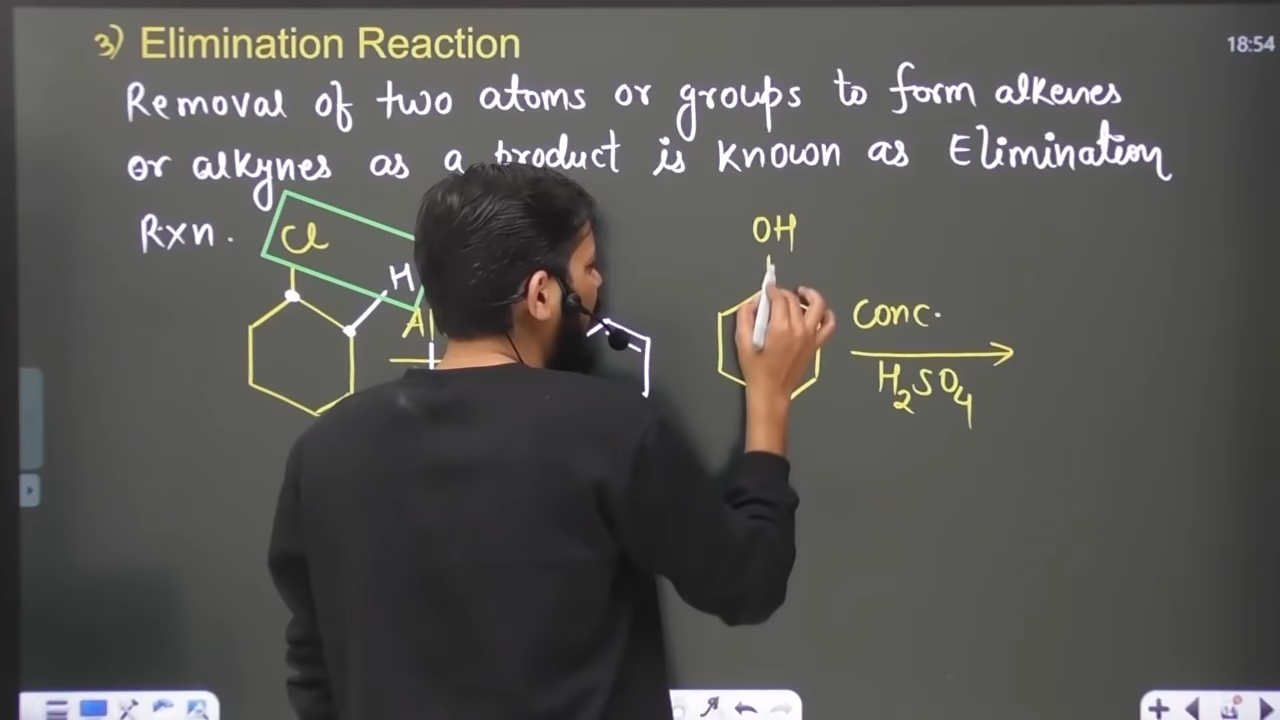 3) Elimination Reaction
18:54
Removal of two atoms or groups to form alkenes
or alkynes as a product is known as Elimination
Rxn.
Cl
H
Al
OH
Conc.
H2SO4